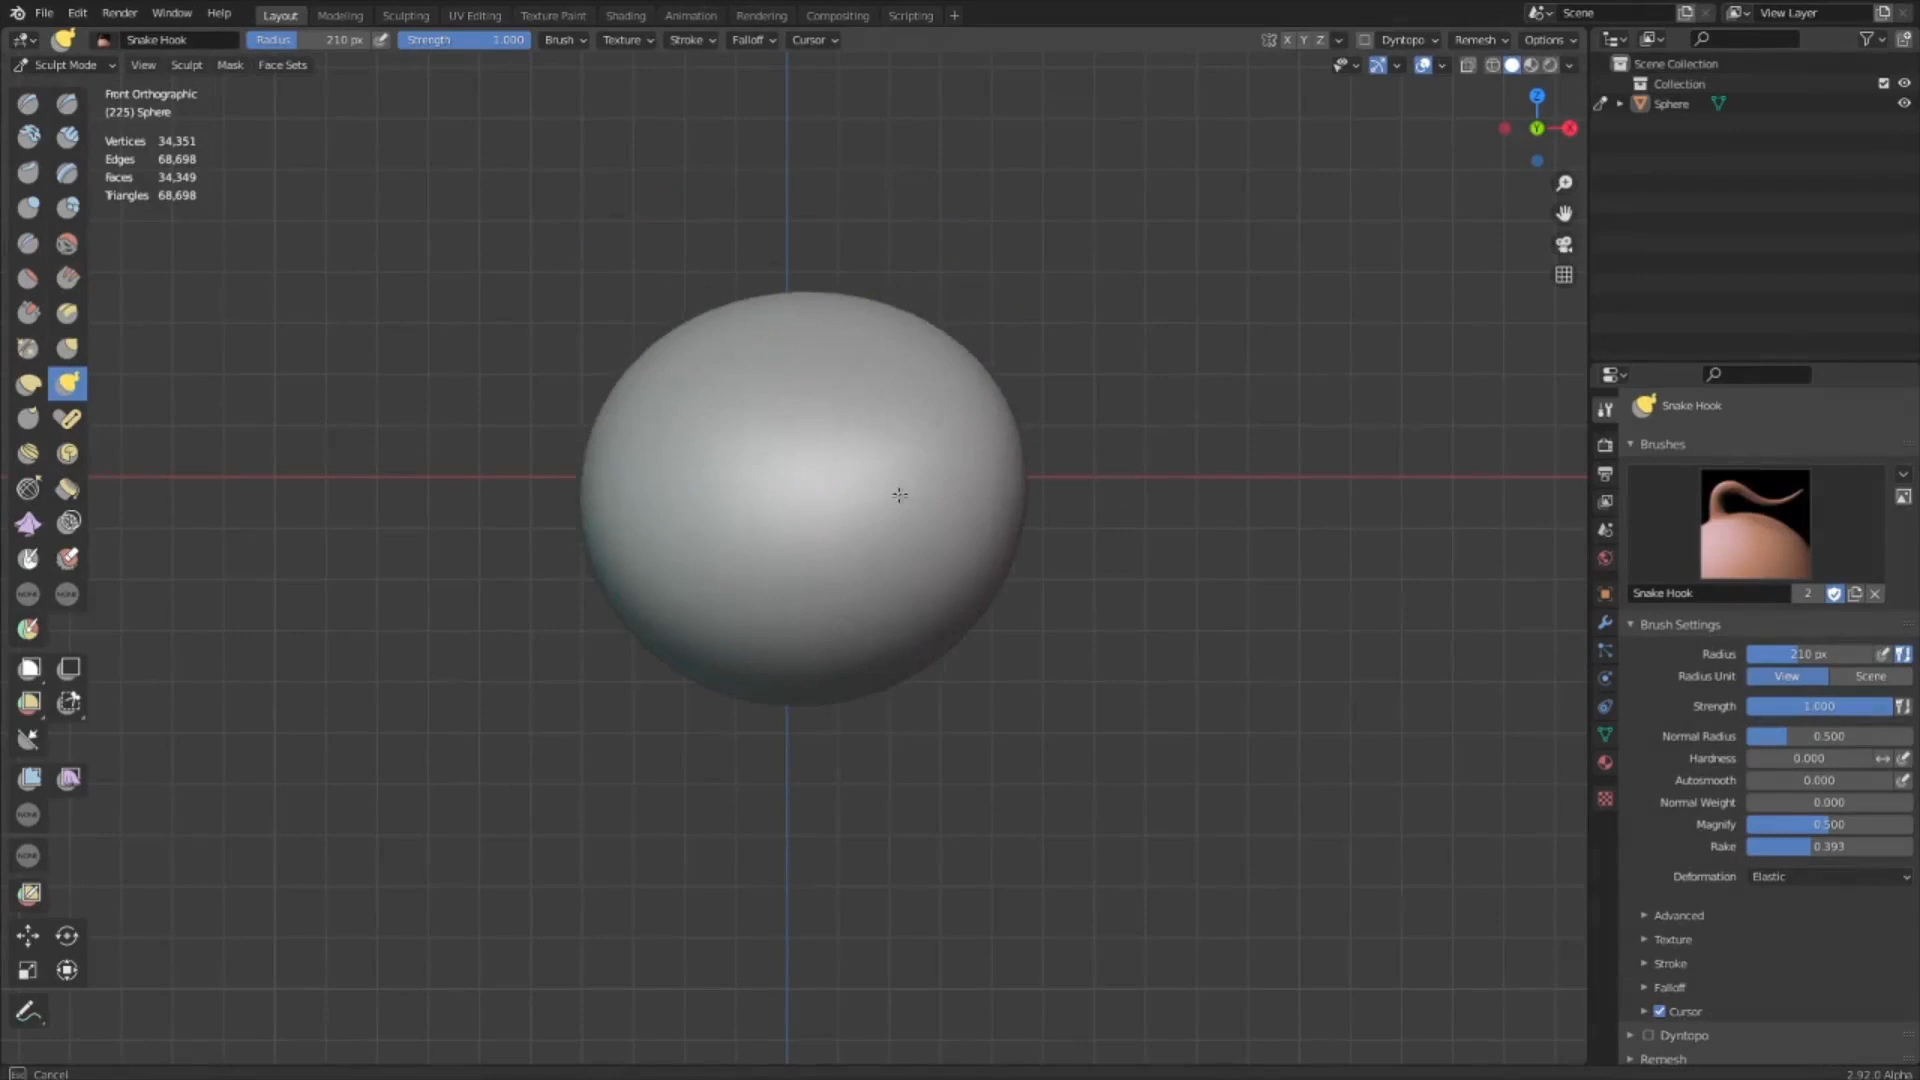 File Edit Render Window Help Layout Modeling Sculpting UV Editing Texture Paint Shading Animation Rendering Compositing Scripting + Scene View Layer
Snake Hook Radius 210 px Strength 1.000 Brush Texture Stroke Falloff Cursor X Y Z Dyntopo Remesh Options
Sculpt Mode View Sculpt Mask Face Sets
Scene Collection
Collection
Sphere
Front Orthographic
(225) Sphere
Vertices 34,351
Edges 68,698
Faces 34,349
Triangles 68,698
Z
Y X
NONE NONE
NONE
NONE
Snake Hook
Brushes
Snake Hook 2
Brush Settings
Radius 210 px
Radius Unit View Scene
Strength 1.000
Normal Radius 0.500
Hardness 0.000
Autosmooth 0.000
Normal Weight 0.000
Magnify 0.500
Rake 0.393
Deformation Elastic
Advanced
Texture
Stroke
Falloff
Cursor
Dyntopo
Remesh
Esc Cancel
2.92.0 Alpha